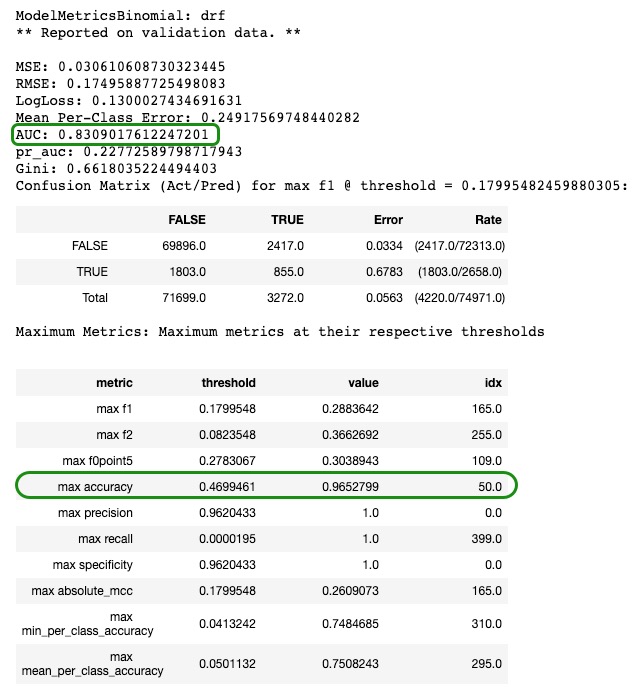 ModelMetricsBinomial: drf
** Reported on validation data. **
MSE: 0.030610608730323445
RMSE: 0.17495887725498083
LogLoss: 0.1300027434691631
Mean Per-Class Error: 0.24917569748440282
AUC: 0.8309017612247201
pr_auc: 0.22772589798717943
Gini: 0.6618035224494403
Confusion Matrix (Act/Pred) for max f1 @ threshold = 0.17995482459880305:
FALSE TRUE Error Rate
FALSE 69896.0 2417.0 0.0334 (2417.0/72313.0)
TRUE 1803.0 855.0 0.6783 (1803.0/2658.0)
Total 71699.0 3272.0 0.0563 (4220.0/74971.0)
Maximum Metrics: Maximum metrics at their respective thresholds
metric threshold value idx
max f1 0.1799548 0.2883642 165.0
max f2 0.0823548 0.3662692 255.0
max f0point5 0.2783067 0.3038943 109.0
max accuracy 0.4699461 0.9652799 50.0
max precision 0.9620433 1.0 0.0
max recall 0.0000195 1.0 399.0
max specificity 0.9620433 1.0 0.0
max absolute_mcc 0.1799548 0.2609073 165.0
max
min_per_class_accuracy 0.0413242 0.7484685 310.0
max
mean_per_class_accuracy 0.0501132 0.7508243 295.0